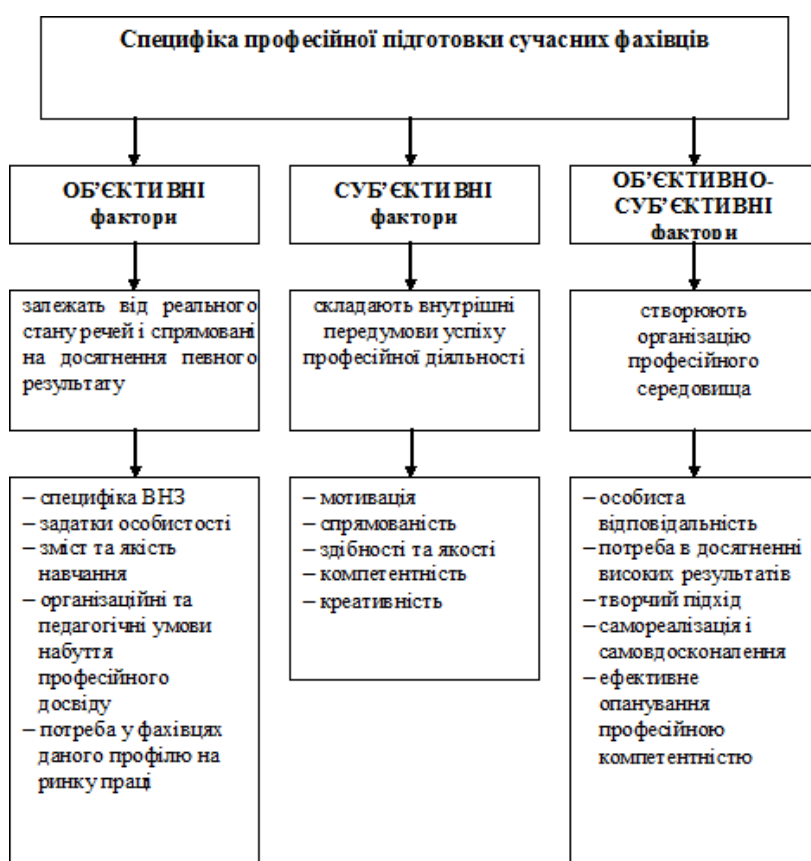 Специфіка професійної підготовки сучасних фахівців
ОБ’ЄКТИВНІ
фактори
СУБ’ЄКТИВНІ
фактори
ОБ’ЄКТИВНО-
СУБ’ЄКТИВНІ
фактори
залежать від реального
стану речей і спрямовані
на досягнення певного
результату
складають внутрішні
передумови успіху
професійної діяльності
створюють
організацію
професійного
середовища
– специфіка ВНЗ
– задатки особистості
– зміст та якість
навчання
– організаційні та
педагогічні умови
набуття
професійного
досвіду
– потреба у фахівцях
даного профілю на
ринку праці
– мотивація
– спрямованість
– здібності та якості
– компетентність
– креативність
– особиста
відповідальність
– потреба в досягненні
високих результатів
– творчий підхід
– самореалізація і
самовдосконалення
– ефективне
опанування
професійною
компетентністю